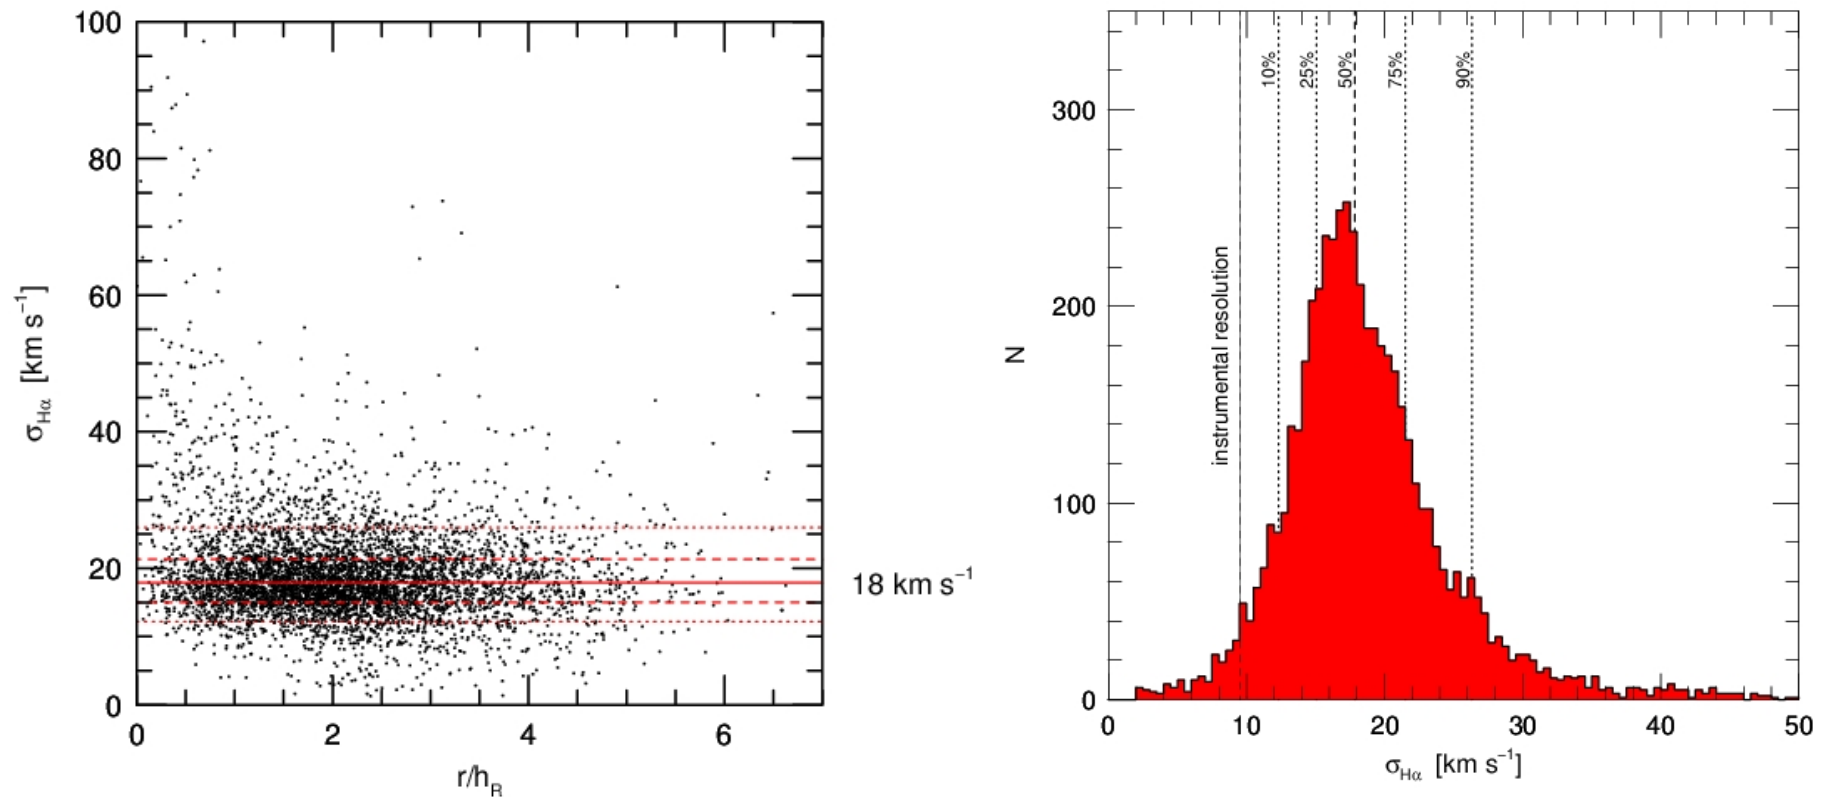 100
80
60
40
20
0
σHα [km s⁻¹]
0 2 4 6
r/hR
18 km s⁻¹
300
200
100
0
N
instrumental resolution
10% 25% 50% 75% 90%
0 10 20 30 40 50
σHα [km s⁻¹]